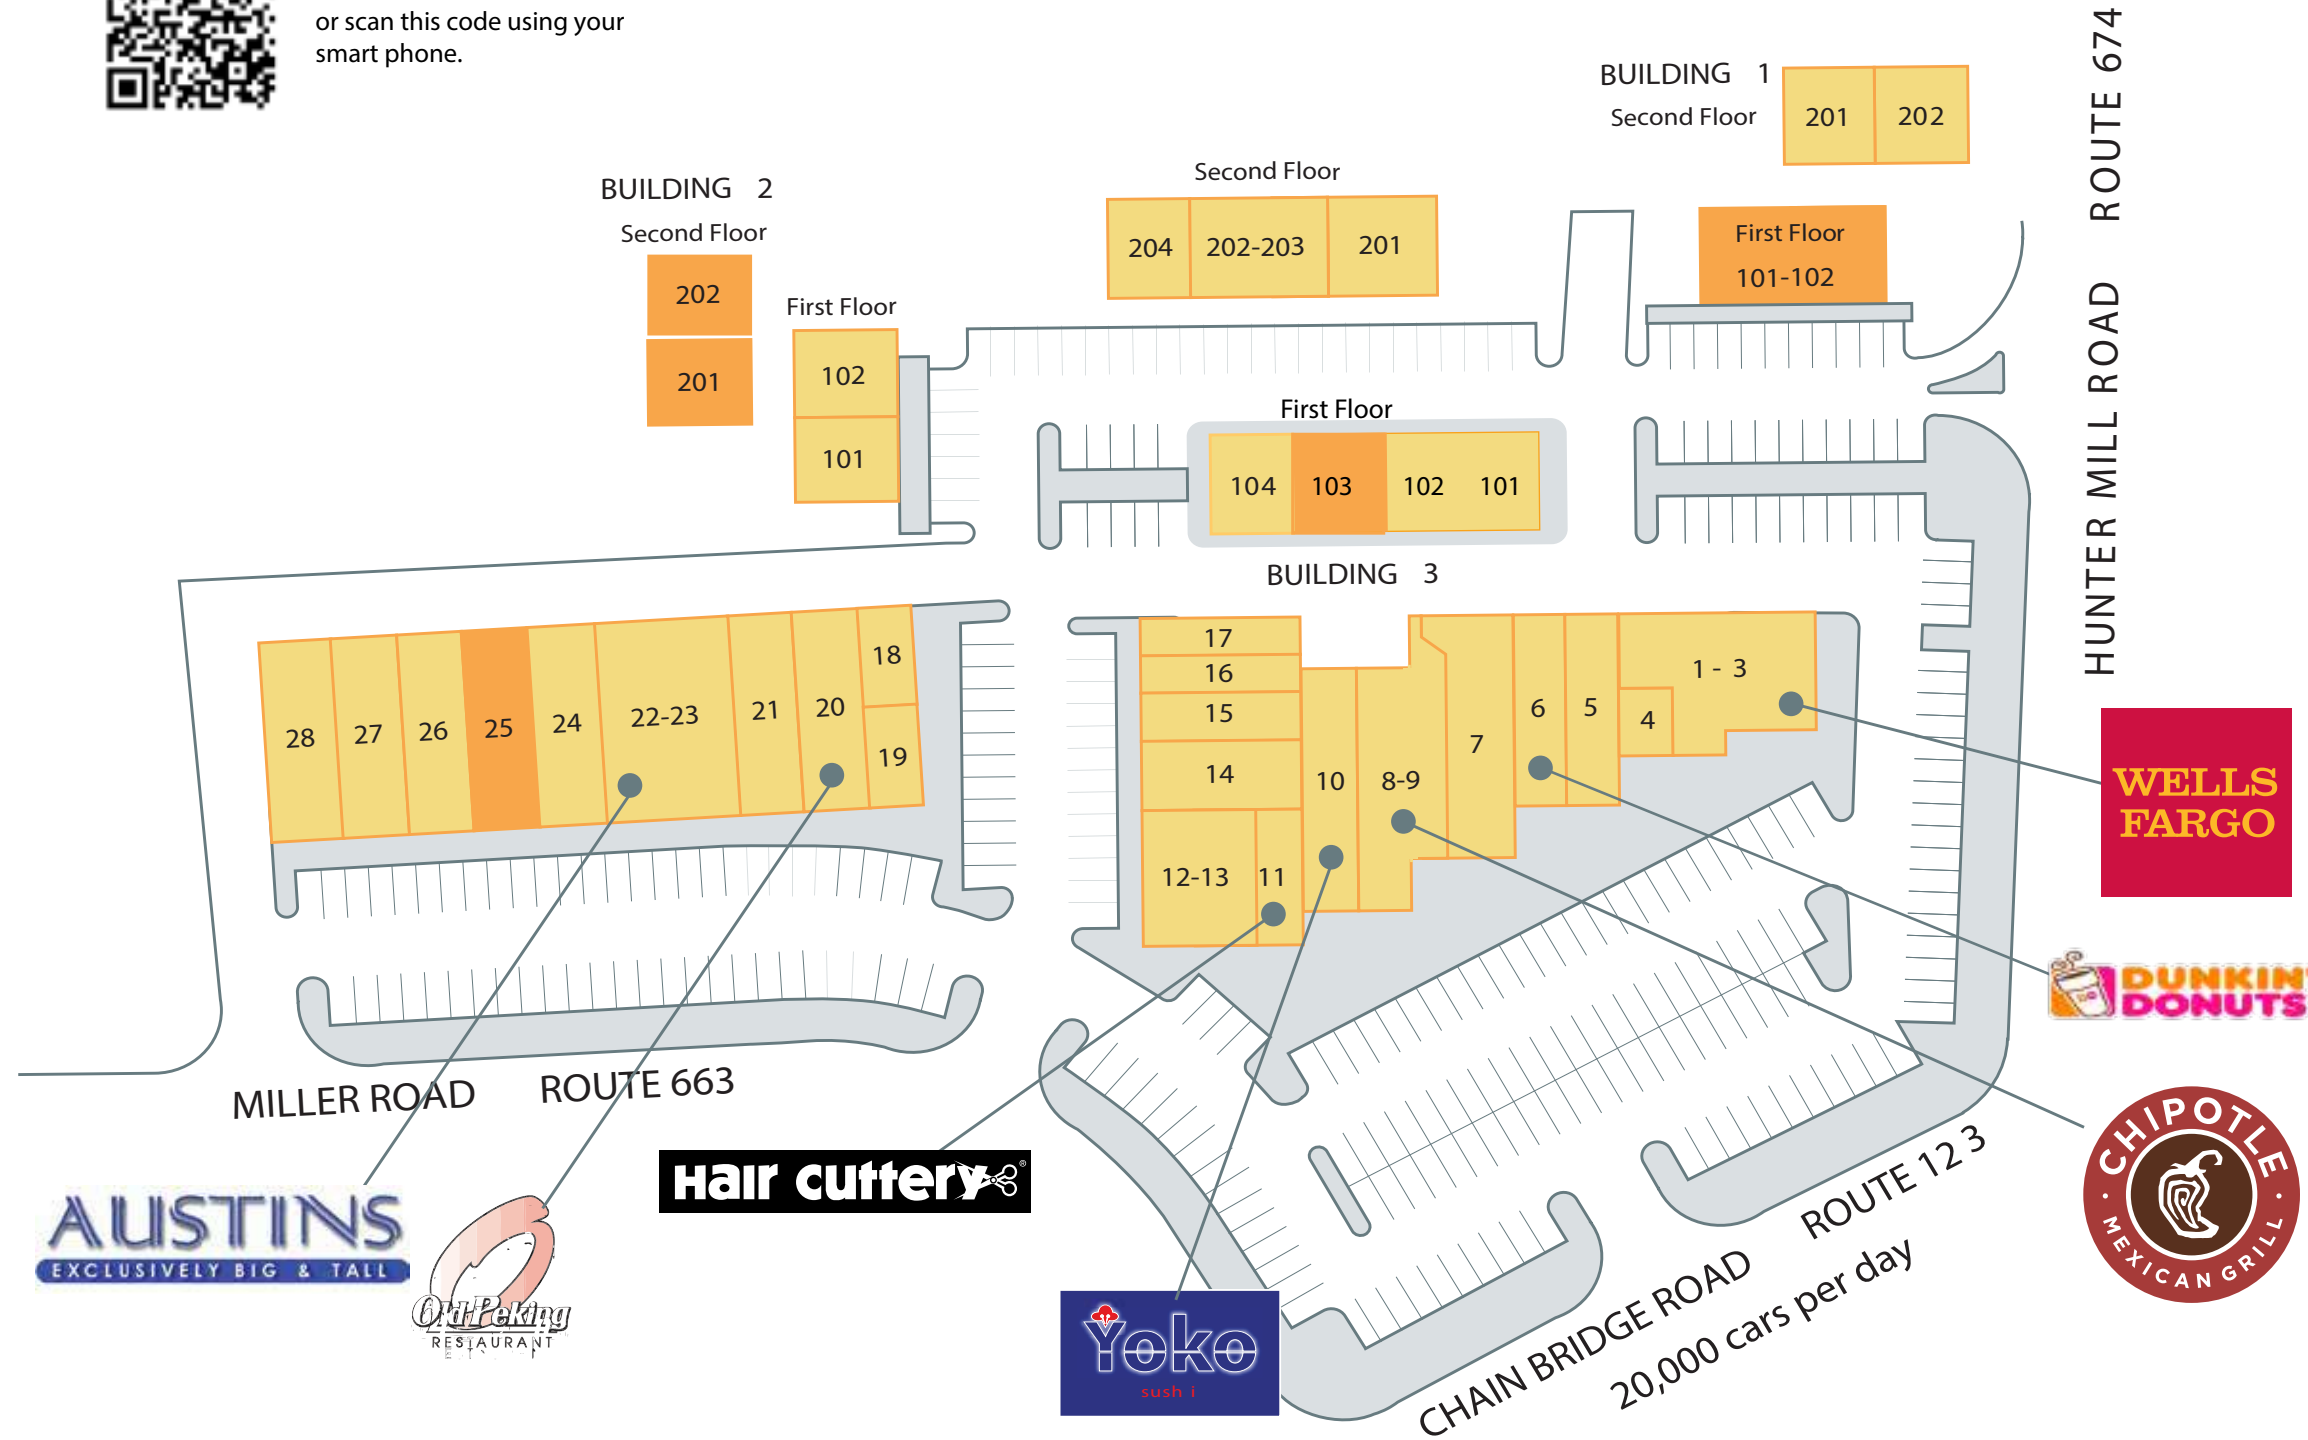 or scan this code using your
smart phone.
BUILDING 1
Second Floor
201 202
First Floor
101-102
HUNTER MILL ROAD ROUTE 674
BUILDING 2
Second Floor
202
201
First Floor
102
101
Second Floor
204 202-203 201
First Floor
104 103 102 101
BUILDING 3
28 27 26 25 24 22-23 21 20 18
19
17
16
15
14
12-13 11
10 8-9 7 6 5 4 1 - 3
WELLS
FARGO
DUNKIN'
DONUTS
CHIPOTLE
MEXICAN GRILL
MILLER ROAD ROUTE 663
AUSTINS
EXCLUSIVELY BIG & TALL
Old Peking
RESTAURANT
Hair Cuttery®
Yoko
sushi
CHAIN BRIDGE ROAD ROUTE 123
20,000 cars per day